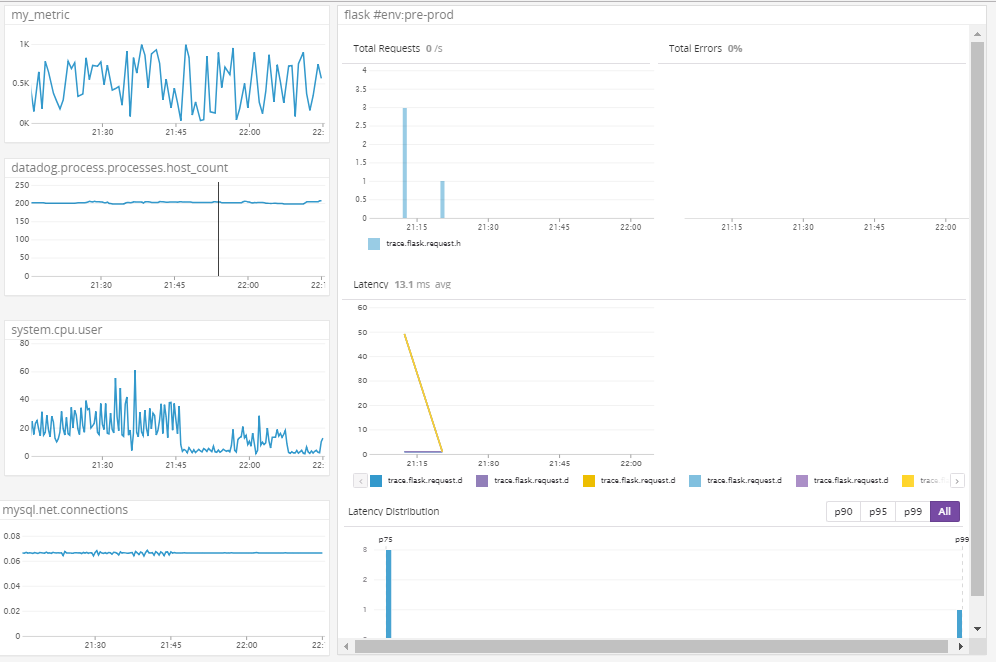 my_metric
1K
0.5K
0K
21:30 21:45 22:00 22:
datadog.process.processes.host_count
250
200
150
100
50
0
21:30 21:45 22:00 22:
system.cpu.user
80
60
40
20
0
21:30 21:45 22:00 22:
mysql.net.connections
0.08
0.06
0.04
0.02
0
21:30 21:45 22:00 22:
flask #env:pre-prod
Total Requests 0 /s
4
3.5
3
2.5
2
1.5
1
0.5
0
21:15 21:30 21:45 22:00
trace.flask.request.h
Total Errors 0%
21:15 21:30 21:45 22:00
Latency 13.1 ms avg
60
50
40
30
20
10
0
21:15 21:30 21:45 22:00
trace.flask.request.d trace.flask.request.d trace.flask.request.d trace.flask.request.d trace.flask.request.d trace.fl
Latency Distribution
p90 p95 p99 All
p75 p99
3
2
1